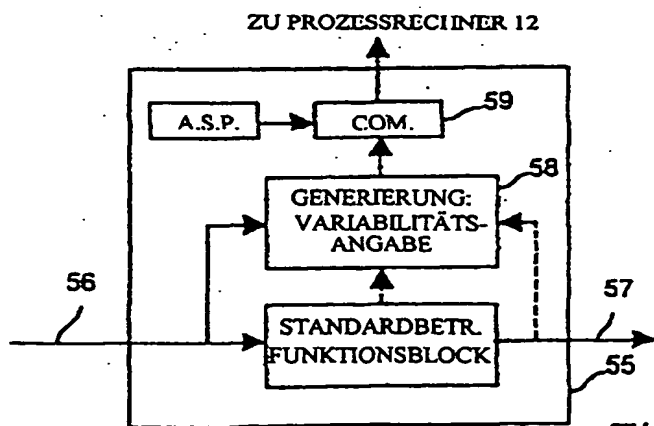 ZU PROZESSRECHNER 12
A.S.P.
COM.
59
GENERIERUNG:
VARIABILITÄTS-
ANGABE
58
56
STANDARDBETR.
FUNKTIONSBLOCK
57
55